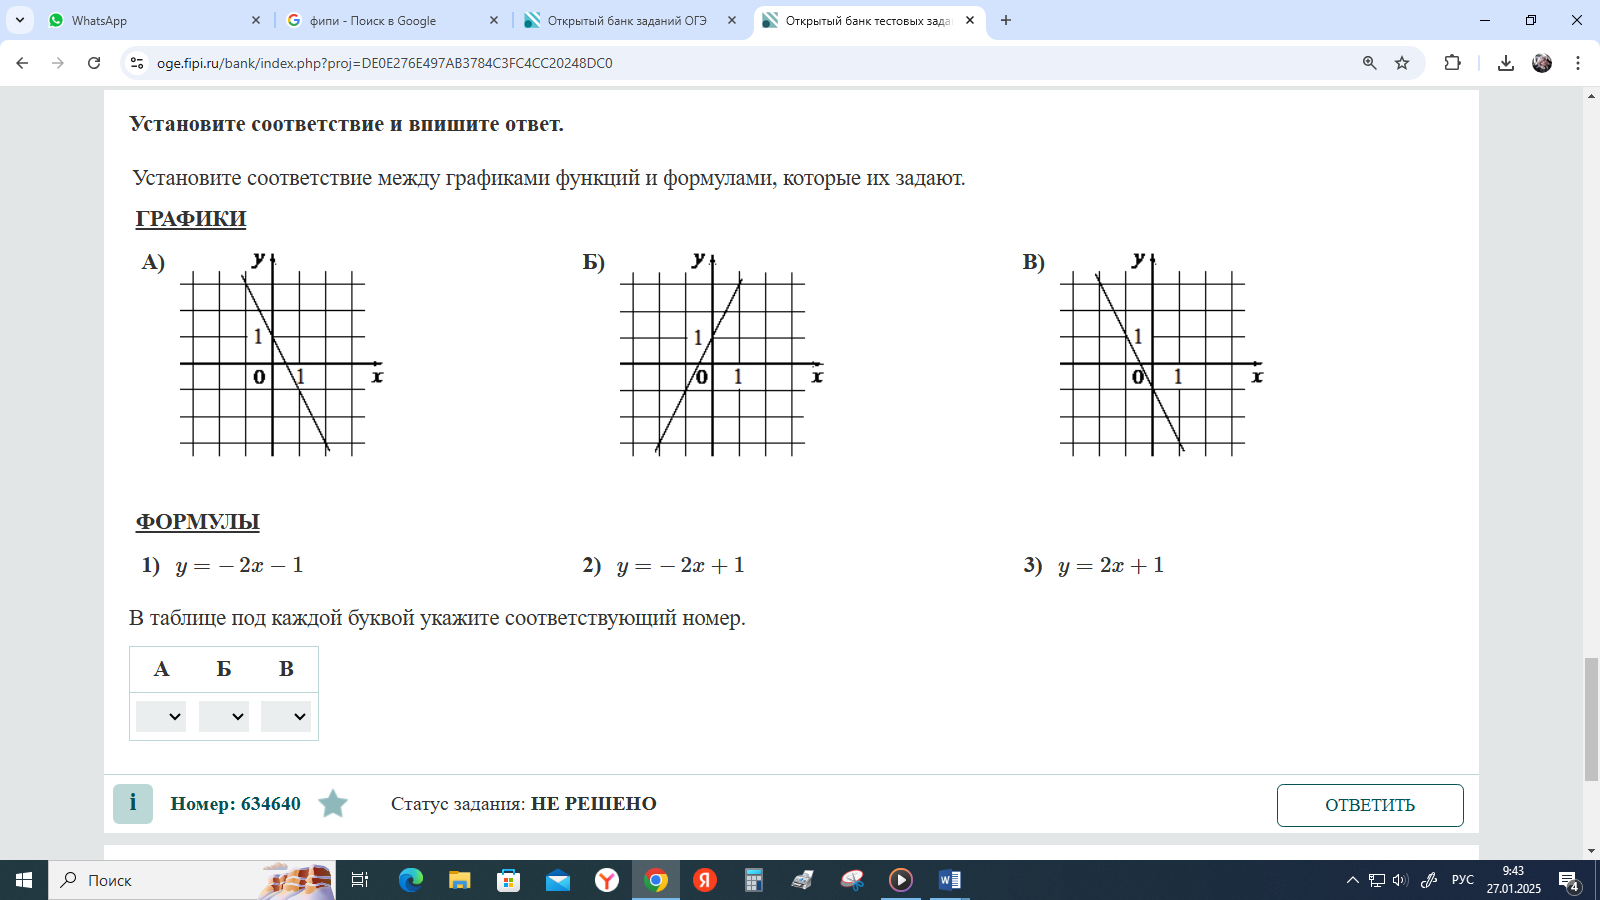 WhatsApp
фипи - Поиск в Google
Открытый банк заданий ОГЭ
Открытый банк тестовых зада
oge.fipi.ru/bank/index.php?proj=DE0E276E497AB3784C3FC4CC20248DC0
Установите соответствие и впишите ответ.
Установите соответствие между графиками функций и формулами, которые их задают.
ГРАФИКИ
А)
y
1
0
1
x
Б)
y
1
0
1
x
В)
y
1
0
1
x
ФОРМУЛЫ
1) y = − 2x − 1
2) y = − 2x + 1
3) y = 2x + 1
В таблице под каждой буквой укажите соответствующий номер.
А Б В
i Номер: 634640 Статус задания: НЕ РЕШЕНО
ОТВЕТИТЬ
Поиск
РУС
9:43
27.01.2025
4